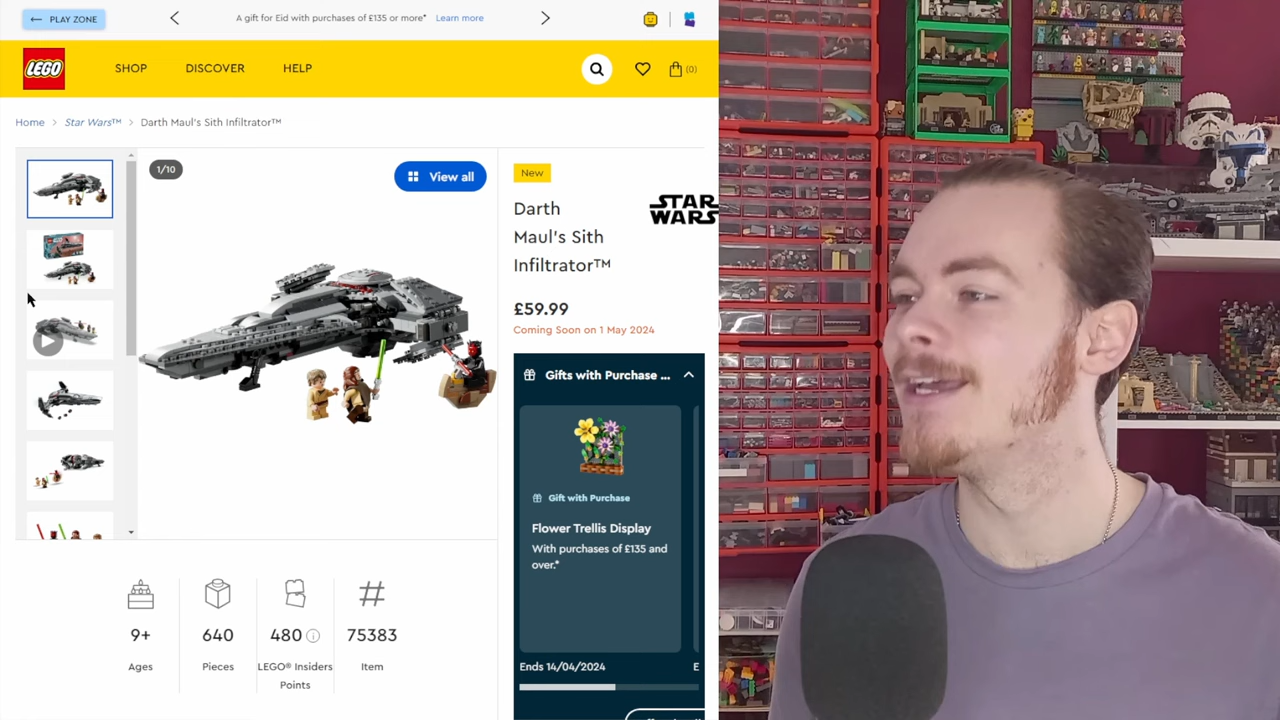 PLAY ZONE
A gift for Eid with purchases of £135 or more* Learn more
LEGO
SHOP
DISCOVER
HELP
(0)
Home
Star Wars™
Darth Maul's Sith Infiltrator™
1/10
View all
New
Darth
Maul's Sith
Infiltrator™
STAR
WARS
£59.99
Coming Soon on 1 May 2024
Gifts with Purchase ...
Gift with Purchase
Flower Trellis Display
With purchases of £135 and
over.*
Ends 14/04/2024
E
9+
Ages
640
Pieces
480
LEGO® Insiders
Points
#
75383
Item